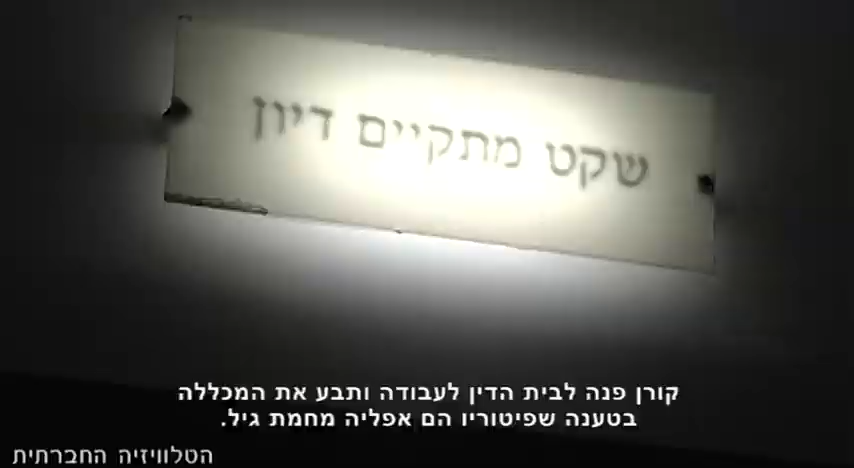 שקט מתקיים דיון
קורן פנה לבית הדין לעבודה ותבע את המכללה
בטענה שפיטוריו הם אפליה מחמת גיל.
הטלוויזיה החברתית